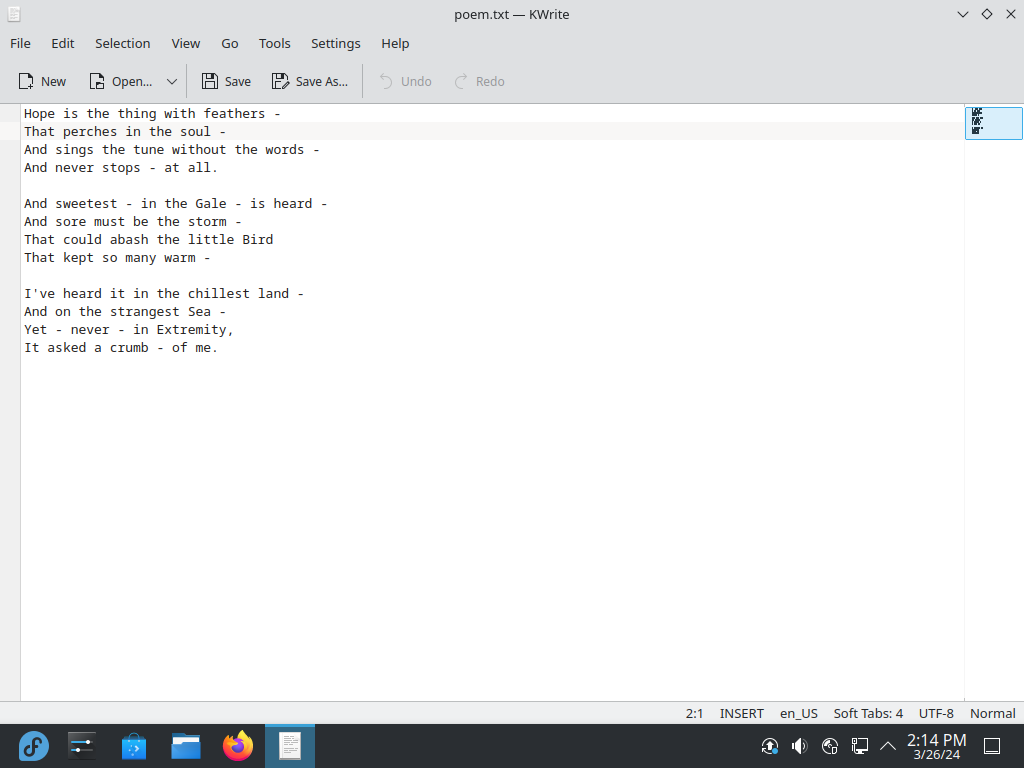 poem.txt — KWrite
File Edit Selection View Go Tools Settings Help
New Open... Save Save As... Undo Redo
Hope is the thing with feathers -
That perches in the soul -
And sings the tune without the words -
And never stops - at all.

And sweetest - in the Gale - is heard -
And sore must be the storm -
That could abash the little Bird
That kept so many warm -

I've heard it in the chillest land -
And on the strangest Sea -
Yet - never - in Extremity,
It asked a crumb - of me.
2:1 INSERT en_US Soft Tabs: 4 UTF-8 Normal
2:14 PM
3/26/24